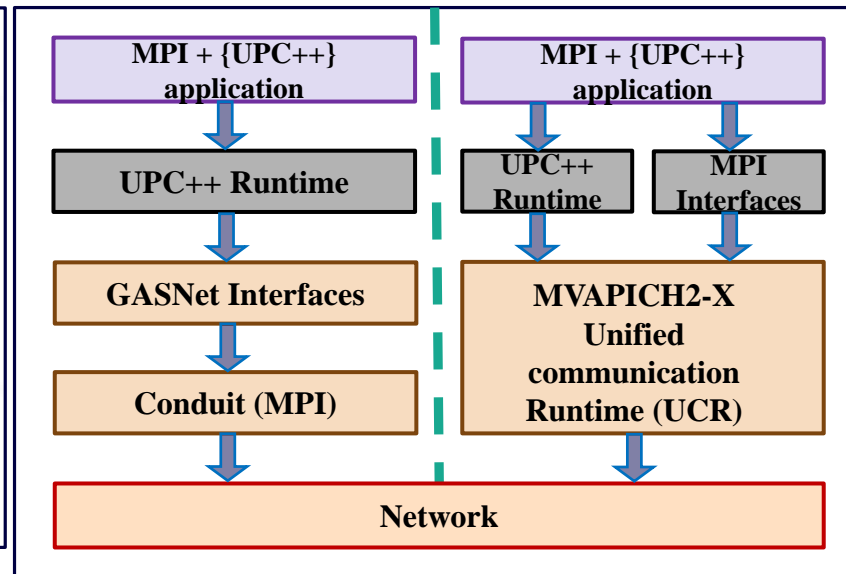 MPI + {UPC++}
application
UPC++ Runtime
GASNet Interfaces
Conduit (MPI)
MPI + {UPC++}
application
UPC++
Runtime
MPI
Interfaces
MVAPICH2-X
Unified
communication
Runtime (UCR)
Network